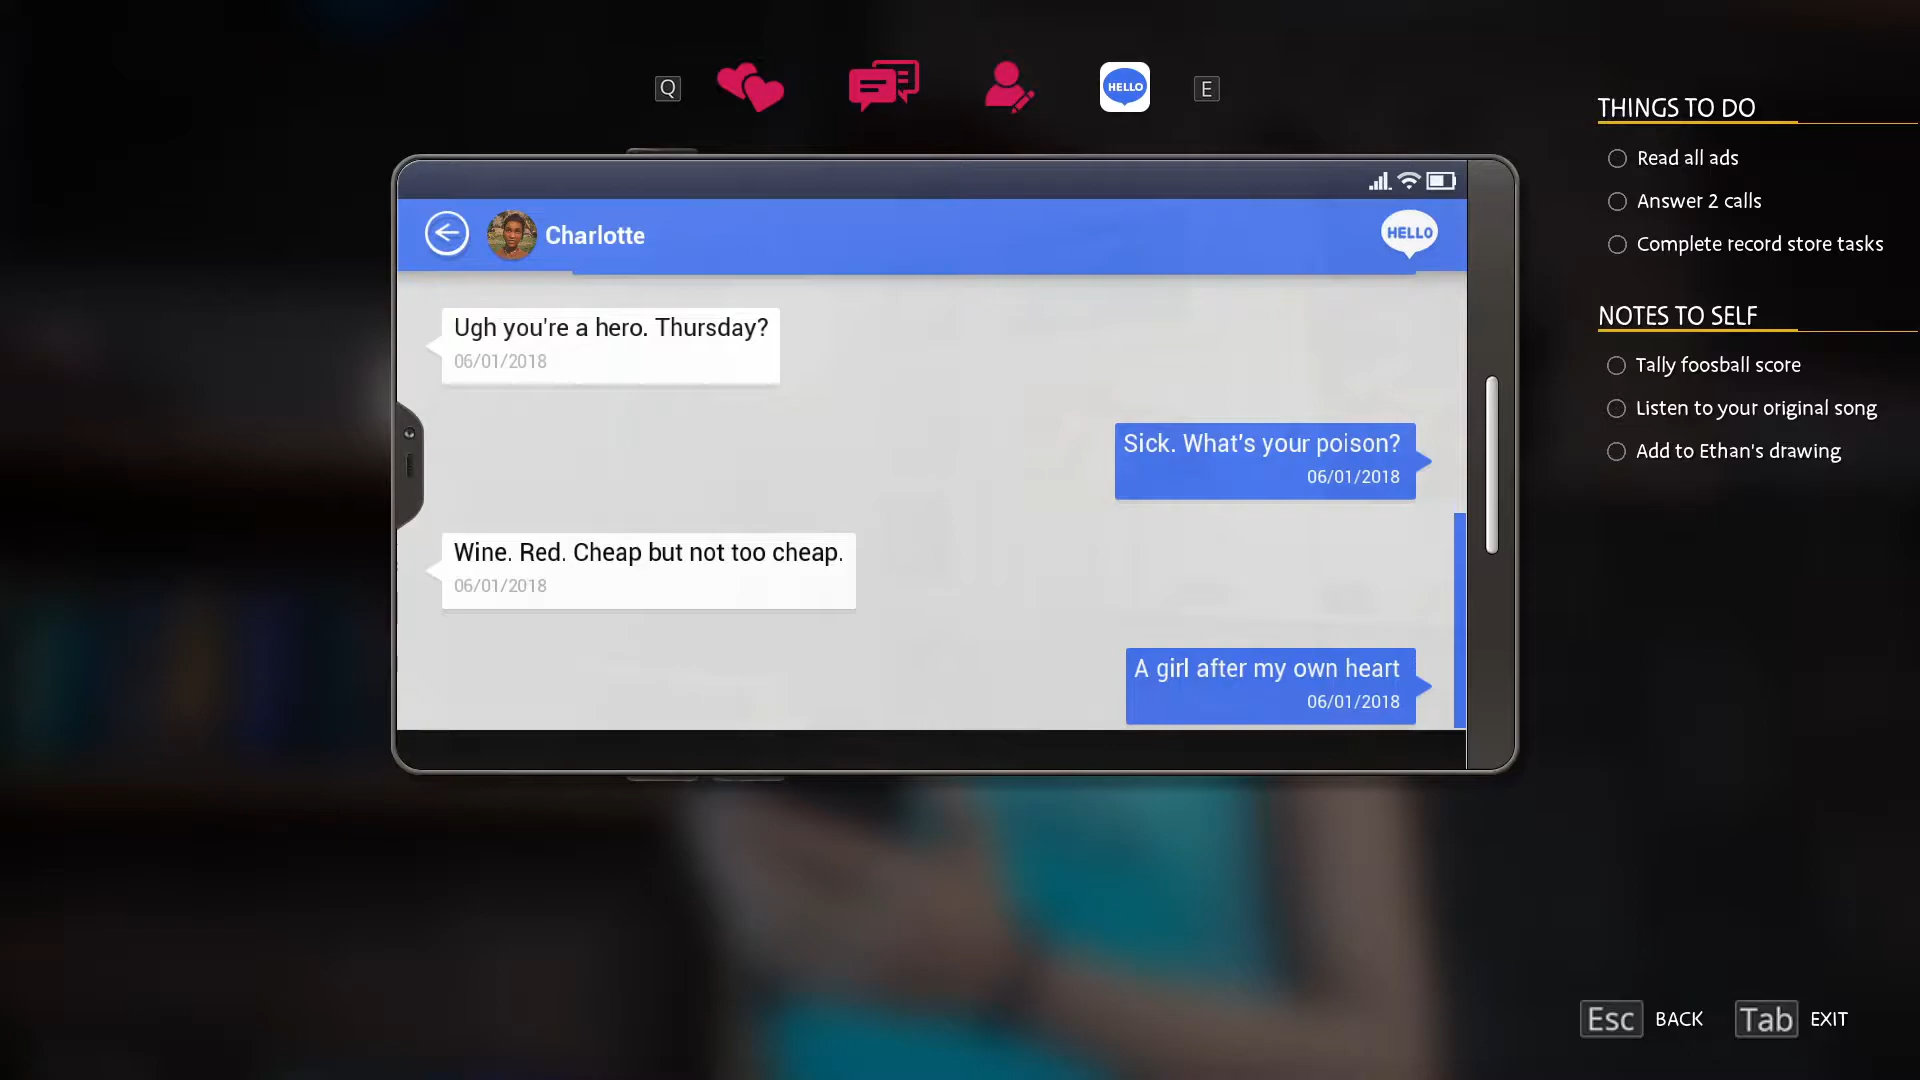 Q
HELLO
E
Charlotte
HELLO
Ugh you're a hero. Thursday?
06/01/2018
Sick. What's your poison?
06/01/2018
Wine. Red. Cheap but not too cheap.
06/01/2018
A girl after my own heart
06/01/2018
THINGS TO DO
Read all ads
Answer 2 calls
Complete record store tasks
NOTES TO SELF
Tally foosball score
Listen to your original song
Add to Ethan's drawing
Esc BACK Tab EXIT